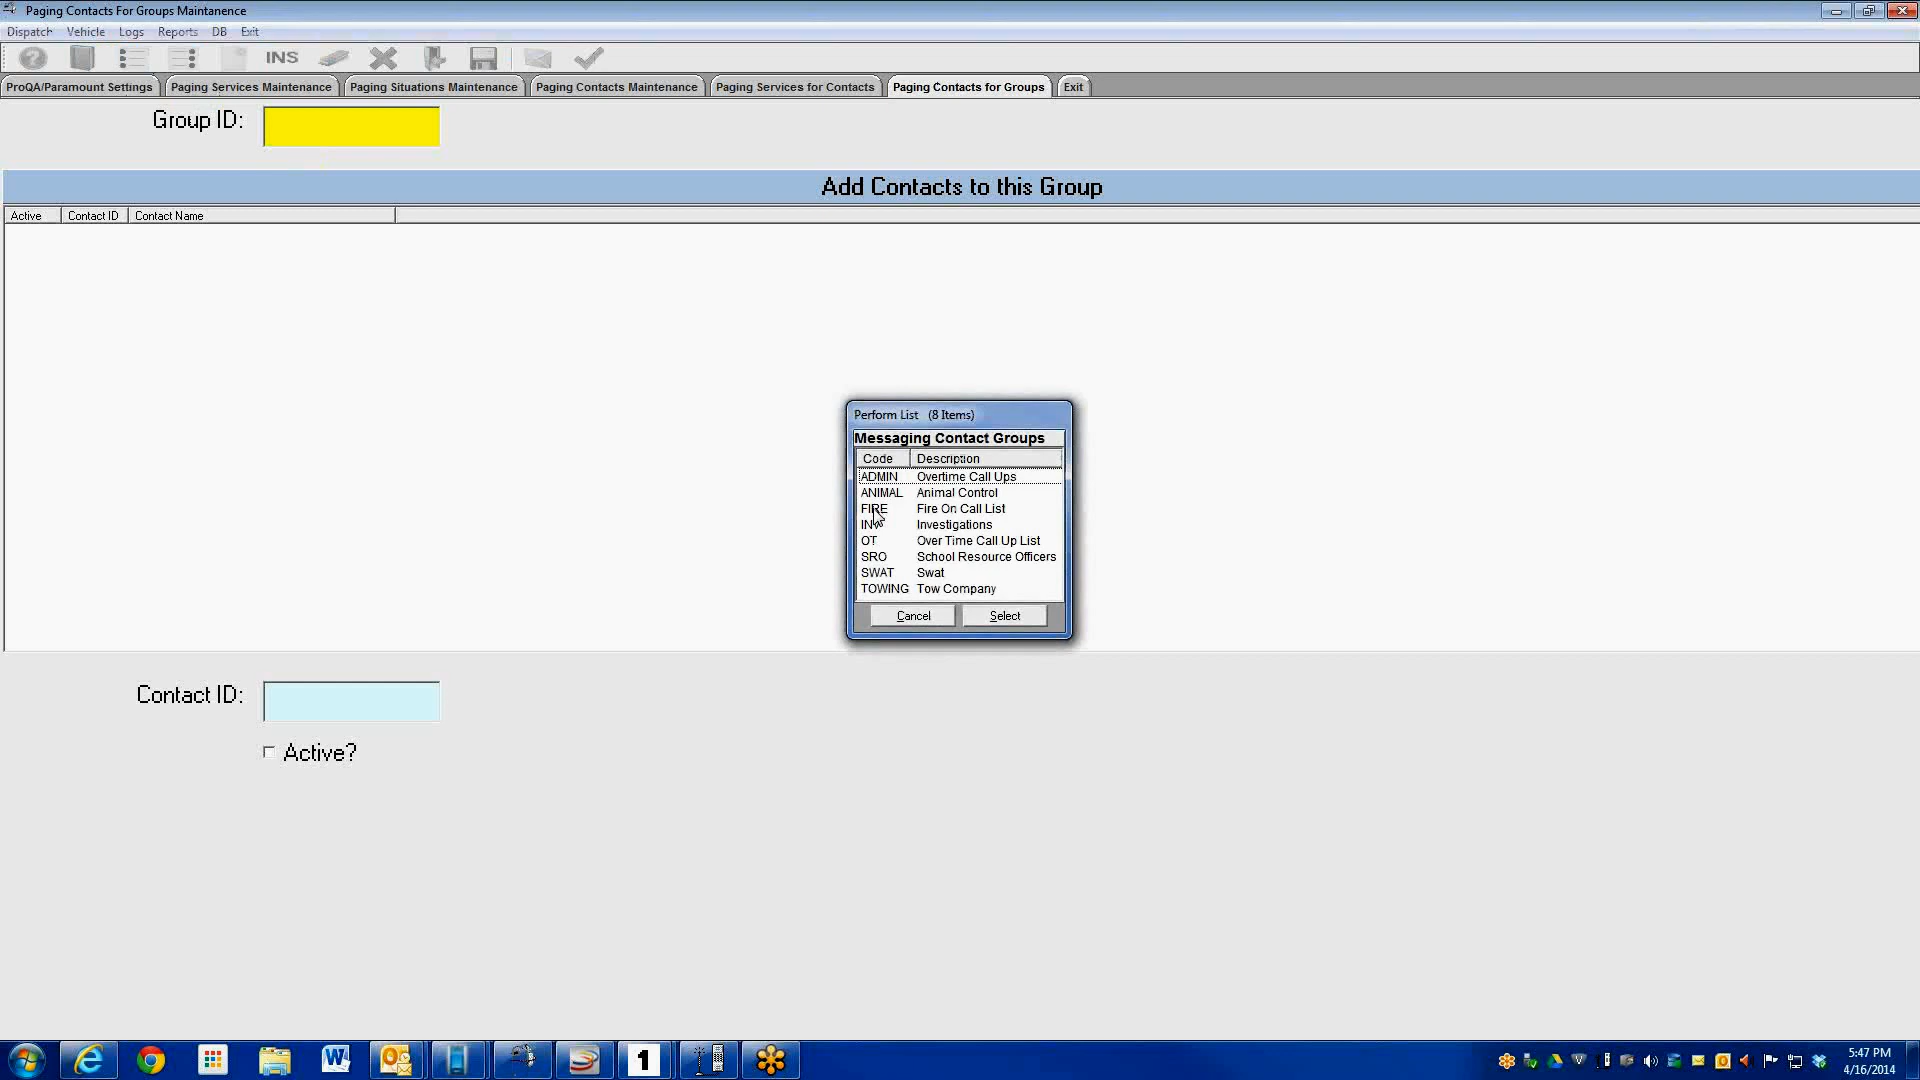 Paging Contacts For Groups Maintanence
Dispatch Vehicle Logs Reports DB Exit
INS
ProQA/Paramount Settings Paging Services Maintenance Paging Situations Maintenance Paging Contacts Maintenance Paging Services for Contacts Paging Contacts for Groups Exit
Group ID:
Add Contacts to this Group
Active Contact ID Contact Name
Perform List (8 Items)
Messaging Contact Groups
Code Description
ADMIN Overtime Call Ups
ANIMAL Animal Control
FIRE Fire On Call List
INV Investigations
OT Over Time Call Up List
SRO School Resource Officers
SWAT Swat
TOWING Tow Company
Cancel Select
Contact ID:
Active?
1
5:47 PM
4/16/2014